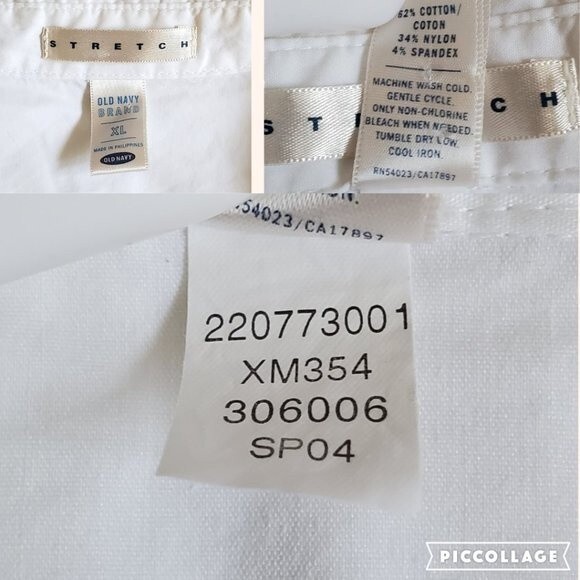 STRETCH
OLD NAVY
BRAND
XL
MADE IN PHILIPPINES
OLD NAVY
62% COTTON/
COTON
34% NYLON
4% SPANDEX
MACHINE WASH COLD.
GENTLE CYCLE.
ONLY NON-CHLORINE
BLEACH WHEN NEEDED.
TUMBLE DRY LOW.
COOL IRON.
RN54023/CA17897
S T C H
ON.
54023/CA17897
220773001
XM354
306006
SP04
PICCOLLAGE